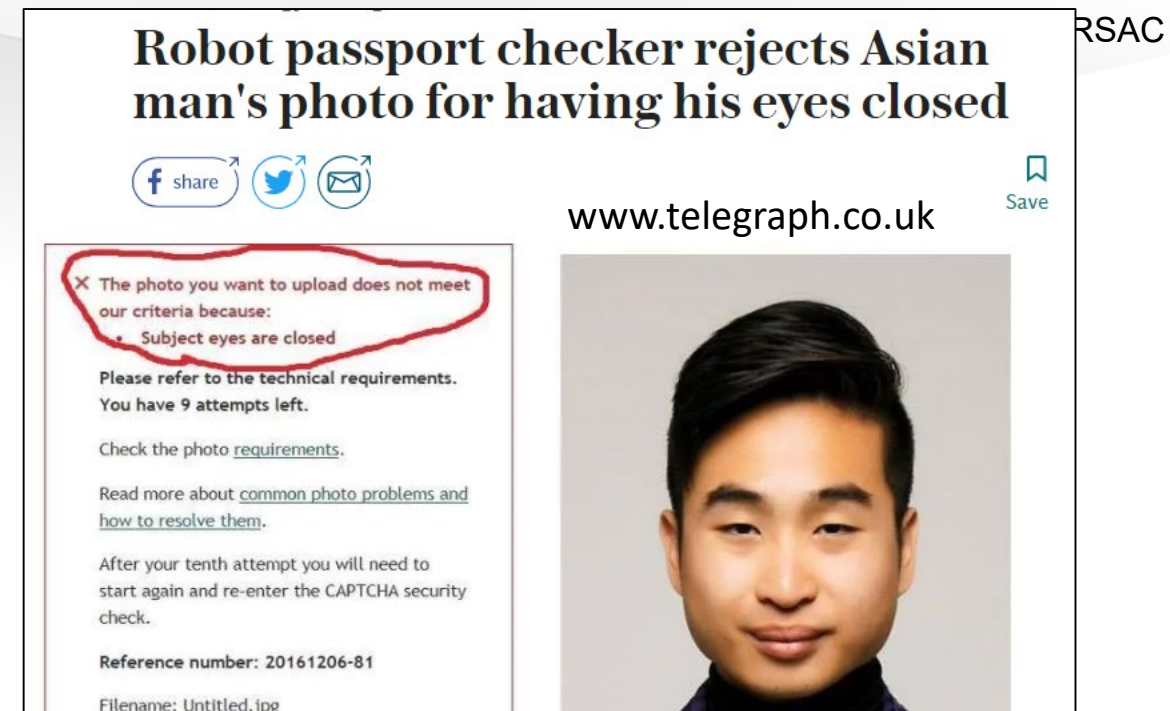 RSAC
Robot passport checker rejects Asian
man's photo for having his eyes closed
share
Save
www.telegraph.co.uk
The photo you want to upload does not meet
our criteria because:
• Subject eyes are closed
Please refer to the technical requirements.
You have 9 attempts left.
Check the photo requirements.
Read more about common photo problems and
how to resolve them.
After your tenth attempt you will need to
start again and re-enter the CAPTCHA security
check.
Reference number: 20161206-81
Filename: Untitled.jpg